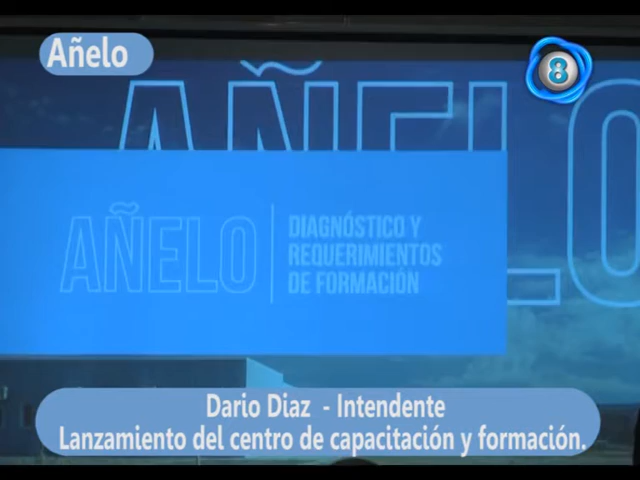 Añelo
8
AÑELO
AÑELO
DIAGNÓSTICO Y
REQUERIMIENTOS
DE FORMACIÓN
Dario Diaz - Intendente
Lanzamiento del centro de capacitación y formación.